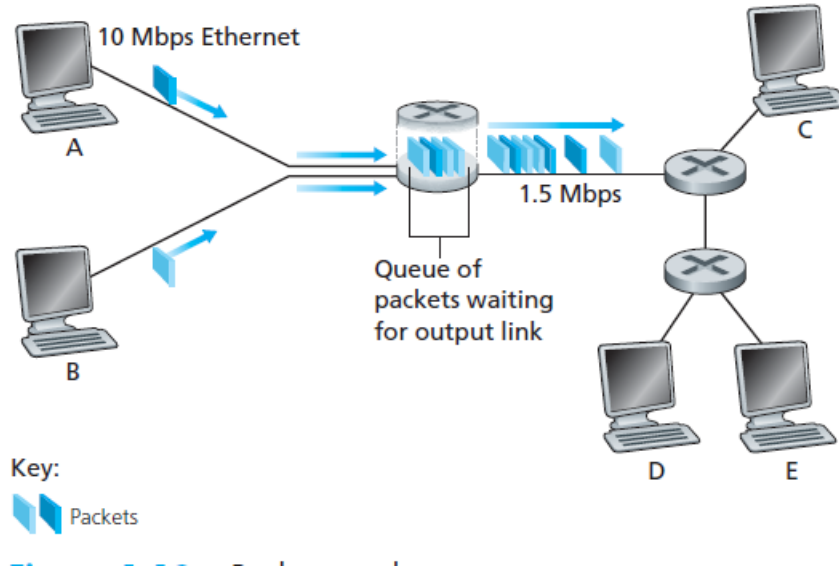 10 Mbps Ethernet
A
C
1.5 Mbps
Queue of
packets waiting
for output link
B
D
E
Key:
Packets